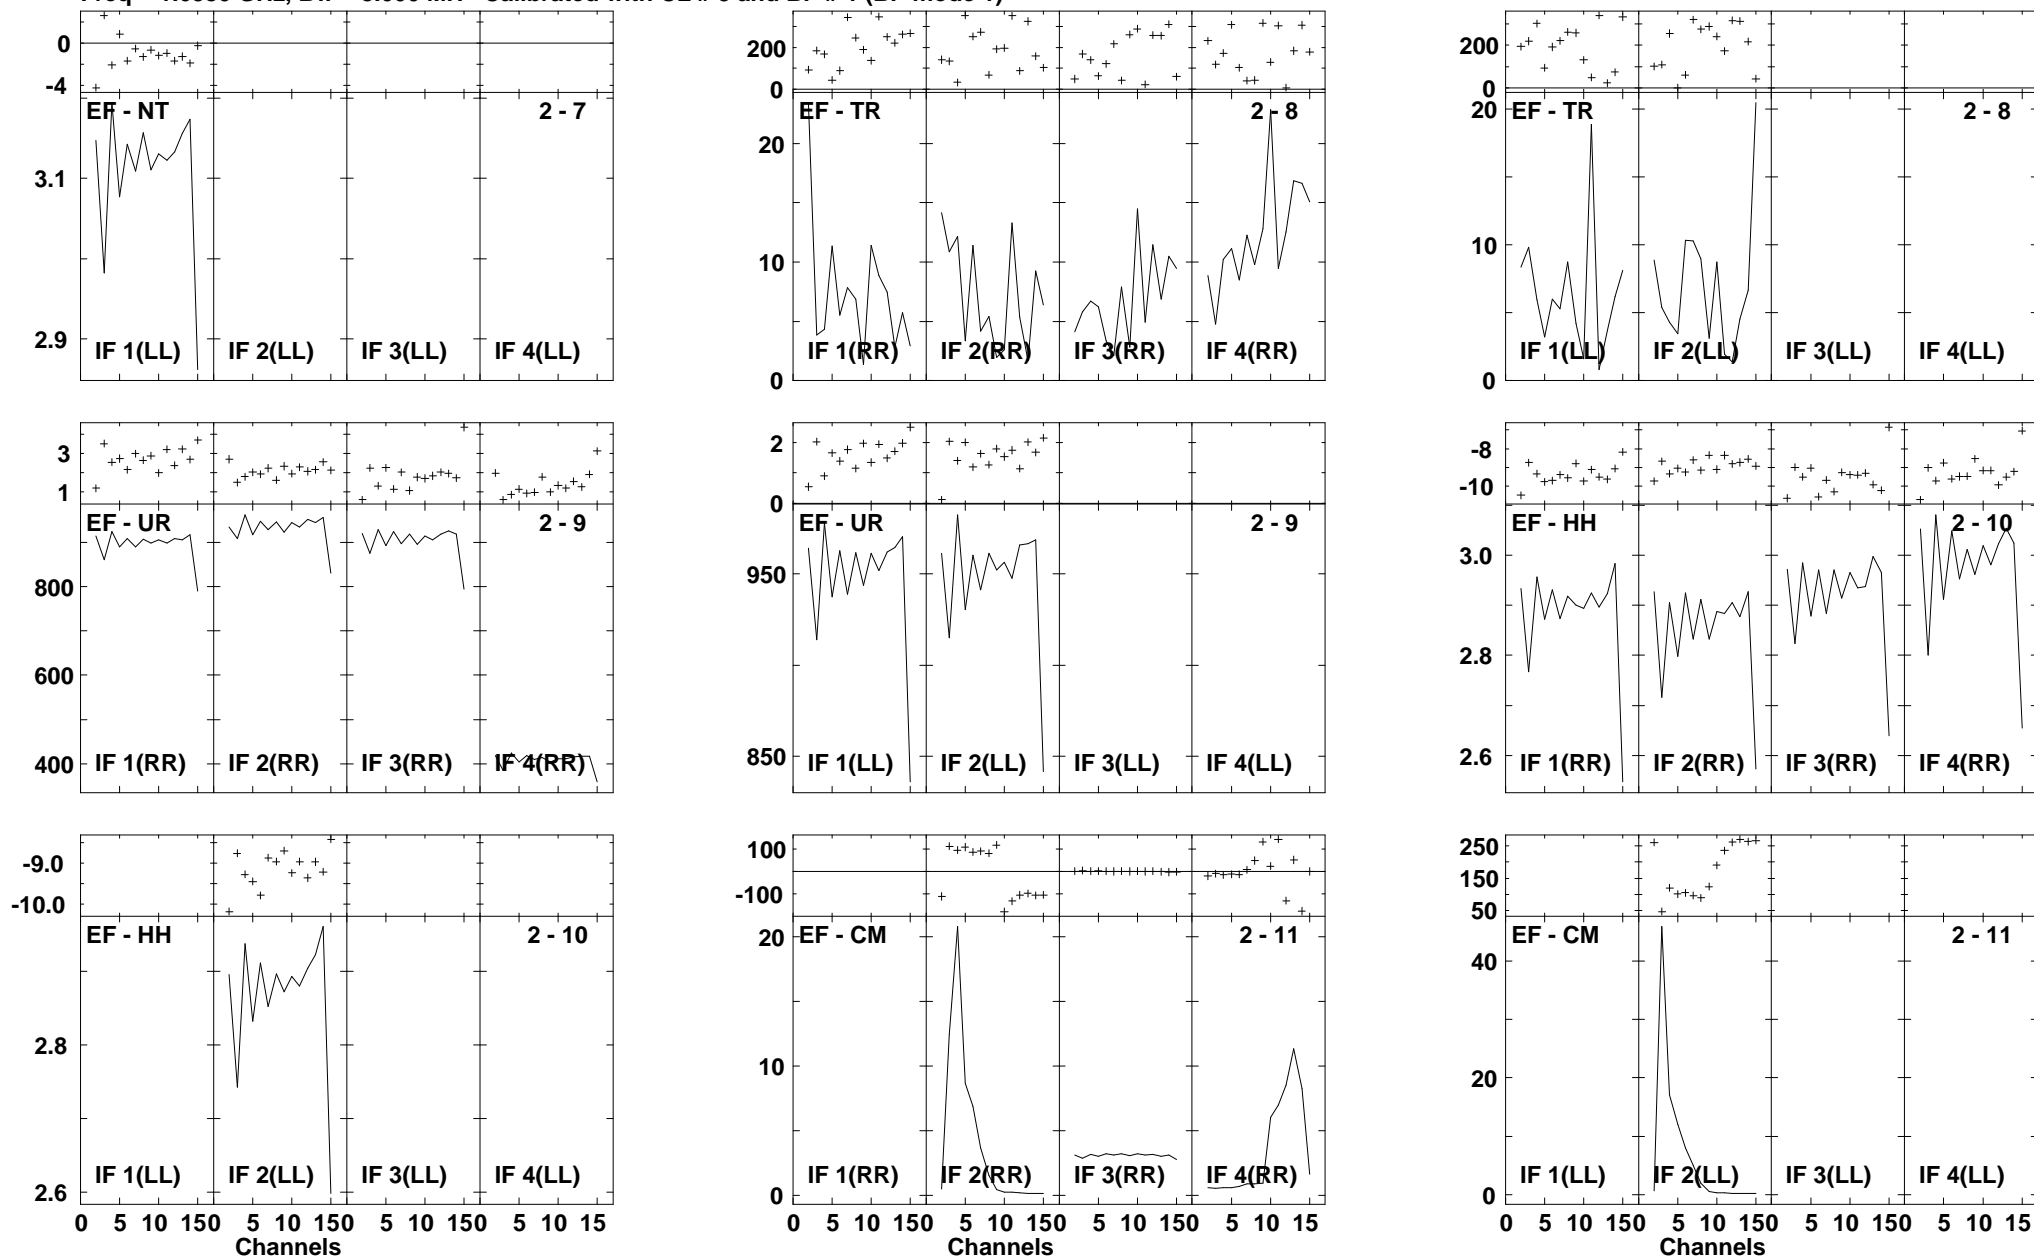 0
-4
EF - NT 2 - 7
3.1
2.9
IF 1(LL) IF 2(LL) IF 3(LL) IF 4(LL)
200
0
EF - TR 2 - 8
20
10
0
IF 1(RR) IF 2(RR) IF 3(RR) IF 4(RR)
200
0
EF - TR 2 - 8
20
10
0
IF 1(LL) IF 2(LL) IF 3(LL) IF 4(LL)
3
1
EF - UR 2 - 9
800
600
400
IF 1(RR) IF 2(RR) IF 3(RR) IF 4(RR)
2
0
EF - UR 2 - 9
950
850
IF 1(LL) IF 2(LL) IF 3(LL) IF 4(LL)
-8
-10
EF - HH 2 - 10
3.0
2.8
2.6
IF 1(RR) IF 2(RR) IF 3(RR) IF 4(RR)
-9.0
-10.0
EF - HH 2 - 10
2.8
2.6
IF 1(LL) IF 2(LL) IF 3(LL) IF 4(LL)
0 5 10 150 5 10 150 5 10 150 5 10 15
Channels
100
-100
EF - CM 2 - 11
20
10
0
IF 1(RR) IF 2(RR) IF 3(RR) IF 4(RR)
0 5 10 150 5 10 150 5 10 150 5 10 15
Channels
250
150
50
EF - CM 2 - 11
40
20
0
IF 1(LL) IF 2(LL) IF 3(LL) IF 4(LL)
0 5 10 150 5 10 150 5 10 150 5 10 15
Channels